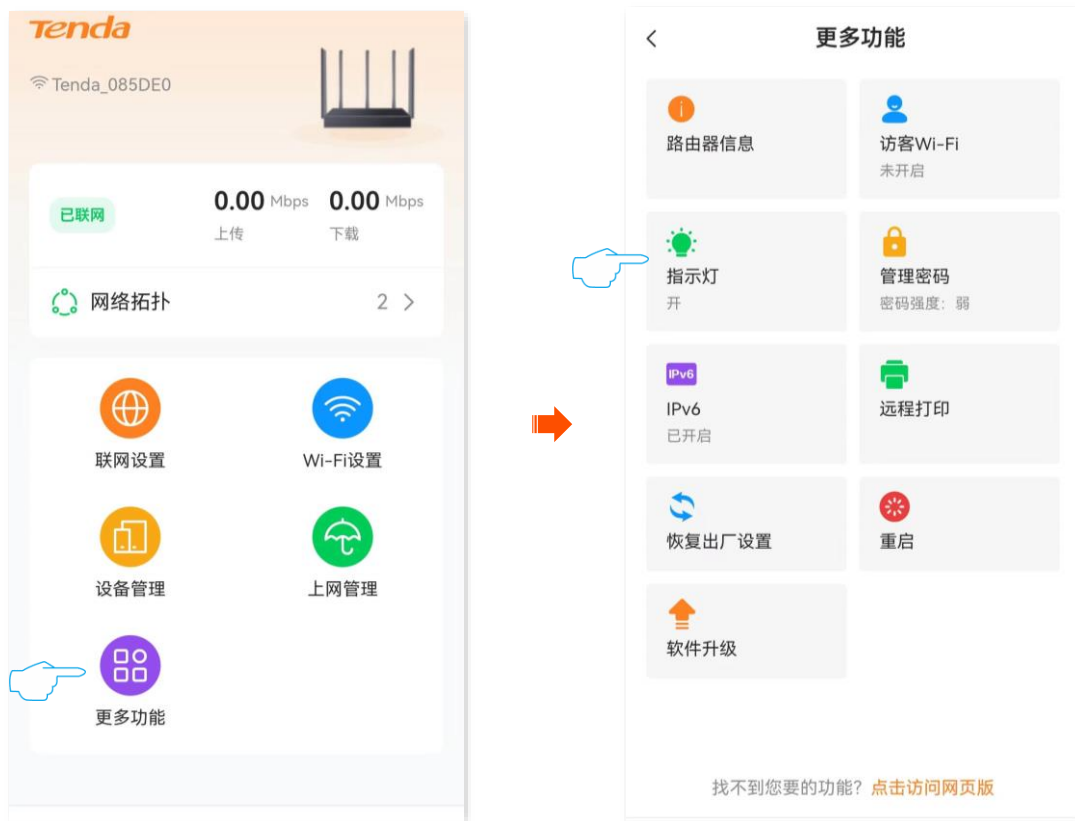 Tenda
Tenda_085DE0
已联网
0.00 Mbps 0.00 Mbps
上传 下载
网络拓扑 2
联网设置 Wi-Fi设置
设备管理 上网管理
更多功能
更多功能
路由器信息 访客Wi-Fi
未开启
指示灯 管理密码
开 密码强度：弱
IPv6
IPv6 远程打印
已开启
恢复出厂设置 重启
软件升级
找不到您要的功能？点击访问网页版